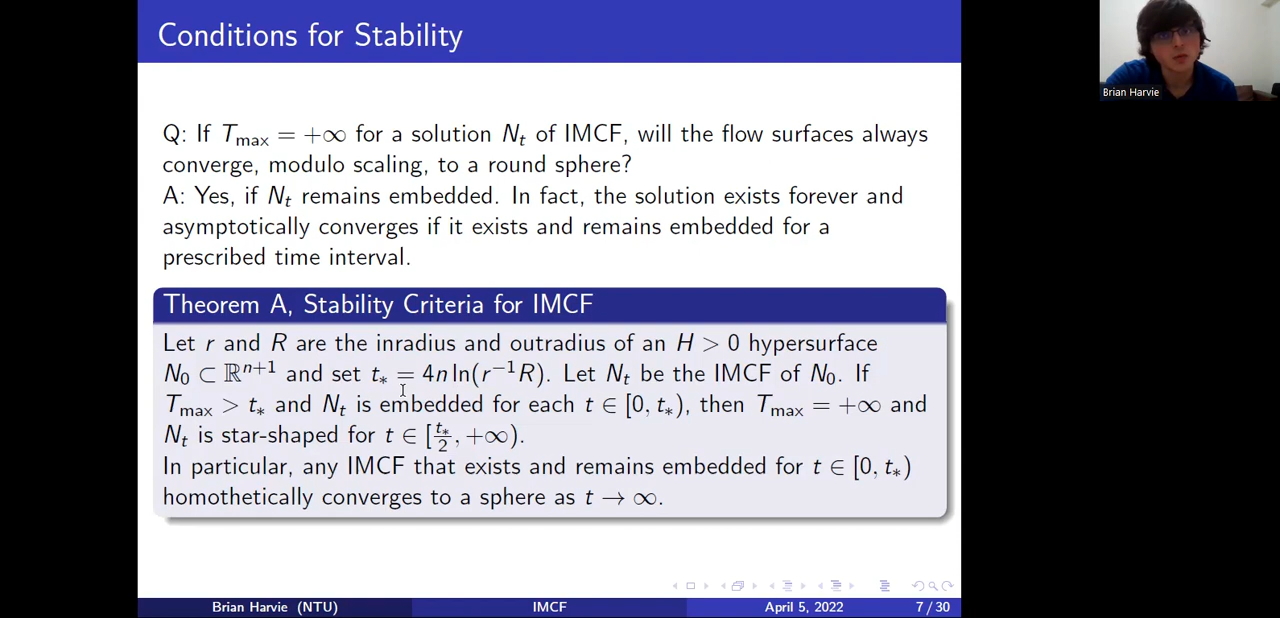 Conditions for Stability
Brian Harvie
Q: If T_max = +∞ for a solution N_t of IMCF, will the flow surfaces always
converge, modulo scaling, to a round sphere?
A: Yes, if N_t remains embedded. In fact, the solution exists forever and
asymptotically converges if it exists and remains embedded for a
prescribed time interval.
Theorem A, Stability Criteria for IMCF
Let r and R are the inradius and outradius of an H > 0 hypersurface
N₀ ⊂ ℝⁿ⁺¹ and set t_* = 4n ln(r⁻¹R). Let N_t be the IMCF of N₀. If
T_max > t_* and N_t is embedded for each t ∈ [0, t_*), then T_max = +∞ and
N_t is star-shaped for t ∈ [t_*/2, +∞).
In particular, any IMCF that exists and remains embedded for t ∈ [0, t_*)
homothetically converges to a sphere as t → ∞.
Brian Harvie (NTU) IMCF April 5, 2022 7 / 30